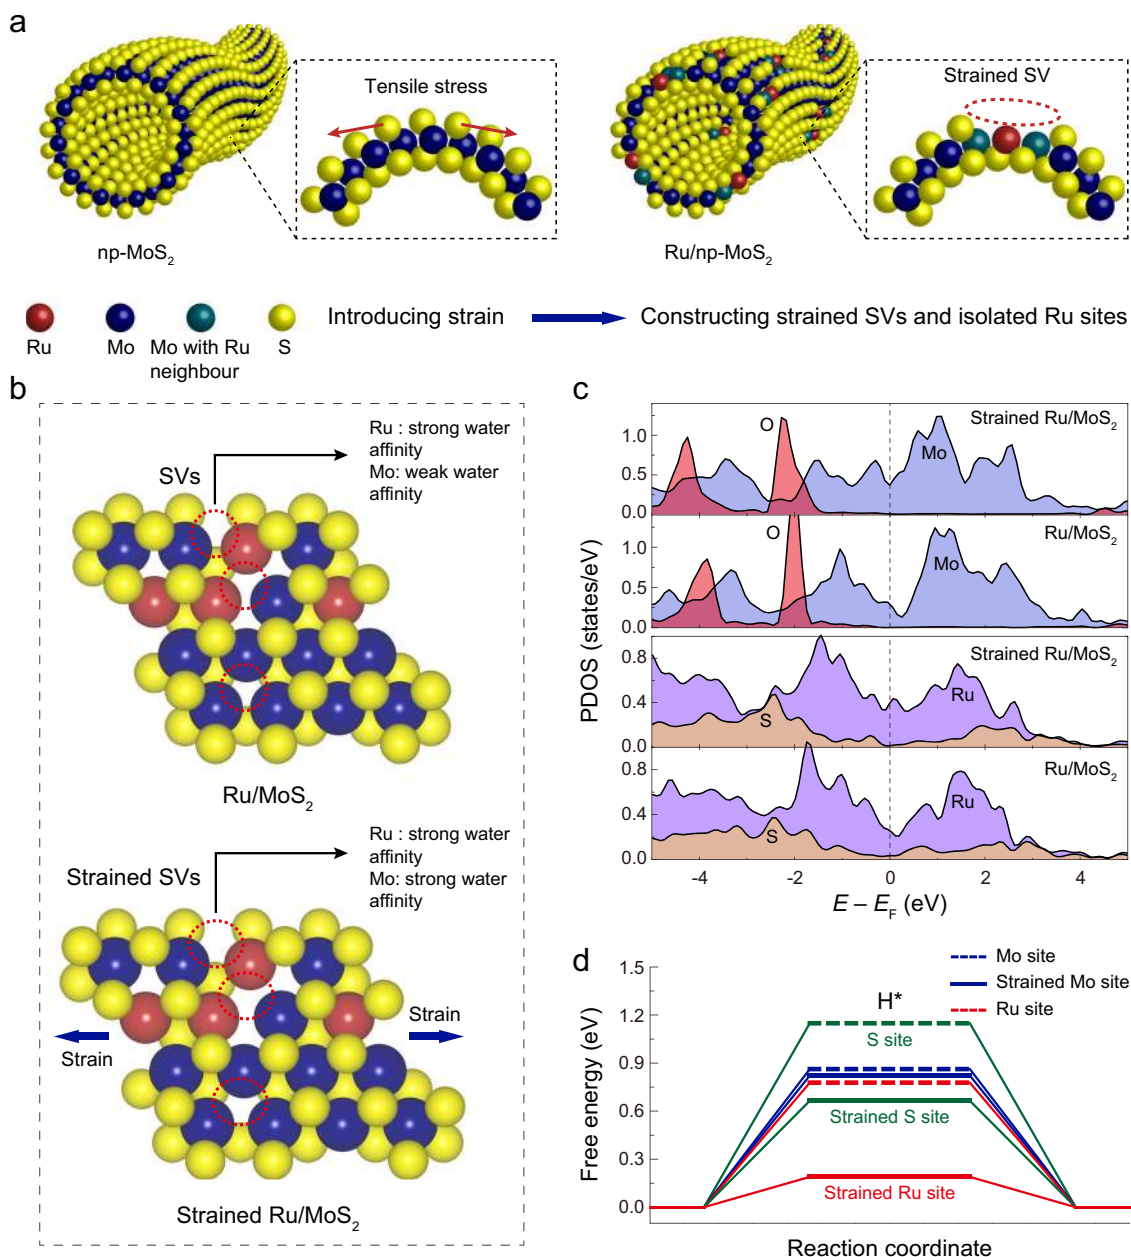 a
Tensile stress
np-MoS2
Strained SV
Ru/np-MoS2
Ru
Mo
Mo with Ru
neighbour
S
Introducing strain
Constructing strained SVs and isolated Ru sites
b
SVs
Ru : strong water
affinity
Mo: weak water
affinity
Ru/MoS2
Strained SVs
Ru : strong water
affinity
Mo: strong water
affinity
Strain
Strain
Strained Ru/MoS2
c
PDOS (states/eV)
1.0
0.5
0.0
O
Mo
Strained Ru/MoS2
1.0
0.5
0.0
O
Mo
Ru/MoS2
0.8
0.4
0.0
S
Ru
Strained Ru/MoS2
0.8
0.4
0.0
S
Ru
Ru/MoS2
-4 -2 0 2 4
E – EF (eV)
d
Free energy (eV)
1.5
1.2
0.9
0.6
0.3
0.0
Mo site
Strained Mo site
Ru site
H*
S site
Strained S site
Strained Ru site
Reaction coordinate